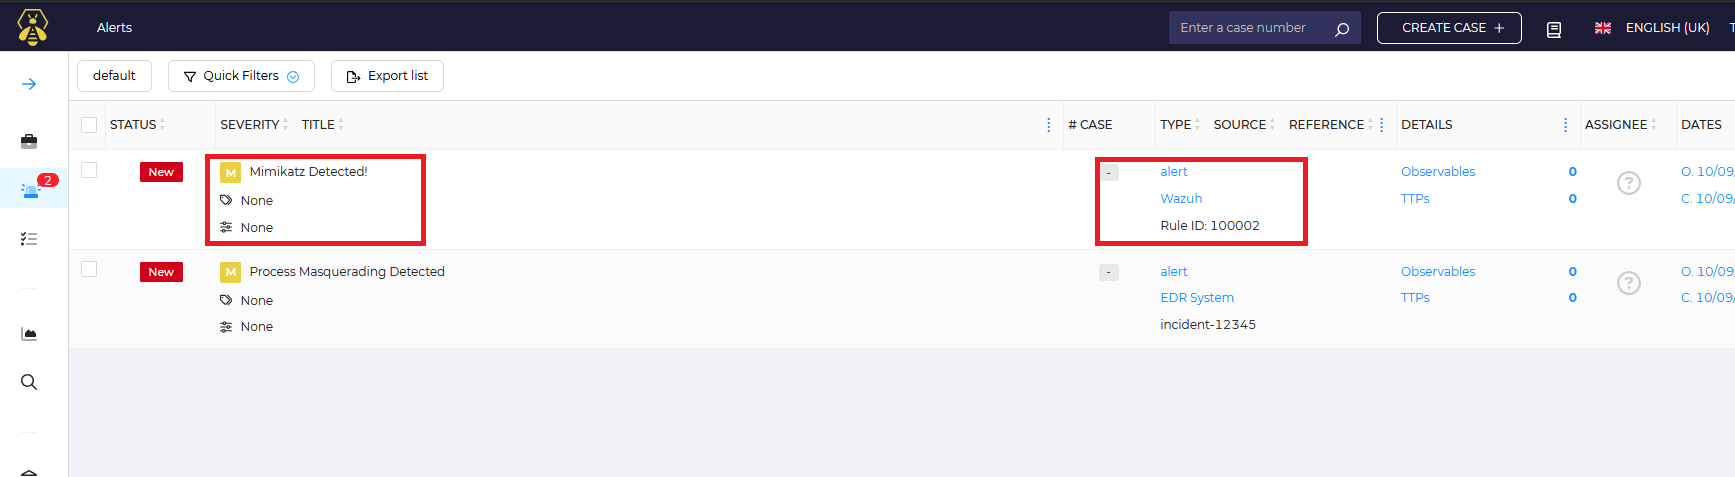 Alerts
Enter a case number
CREATE CASE +
ENGLISH (UK)
default
Quick Filters
Export list
STATUS SEVERITY TITLE # CASE TYPE SOURCE REFERENCE DETAILS ASSIGNEE DATES
2
New M Mimikatz Detected! - alert Observables 0 ? O. 10/09/
None Wazuh TTPs 0 C. 10/09/
None Rule ID: 100002
New M Process Masquerading Detected - alert Observables 0 ? O. 10/09/
None EDR System TTPs 0 C. 10/09/
None incident-12345